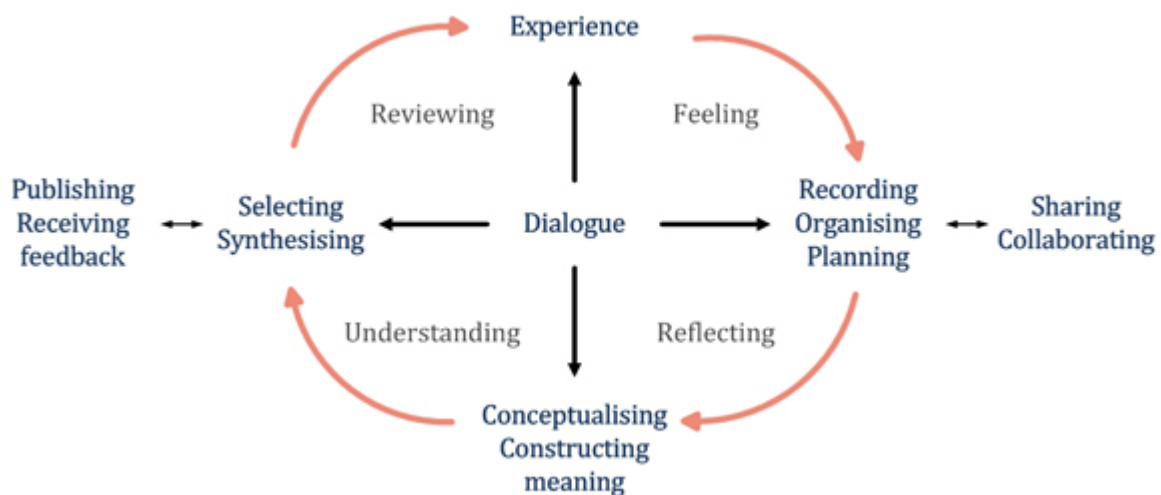 Experience
Reviewing
Feeling
Publishing
Receiving
feedback
Selecting
Synthesising
Dialogue
Recording
Organising
Planning
Sharing
Collaborating
Understanding
Reflecting
Conceptualising
Constructing
meaning